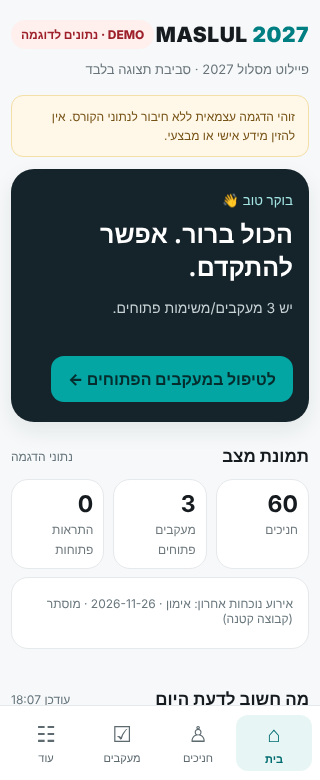 MASLUL 2027
DEMO · נתונים לדוגמה
פיילוט מסלול 2027 · סביבת תצוגה בלבד
זוהי הדגמה עצמאית ללא חיבור לנתוני הקורס. אין
להזין מידע אישי או מבצעי.
בוקר טוב 👋
הכול ברור. אפשר
להתקדם.
יש 3 מעקבים/משימות פתוחים.
לטיפול במעקבים הפתוחים ←
תמונת מצב
נתוני הדגמה
60
חניכים
3
מעקבים
פתוחים
0
התראות
פתוחות
אירוע נוכחות אחרון: אימון · 2026-11-26 · מוסתר
(קבוצה קטנה)
מה חשוב לדעת היום
עודכן 18:07
בית
חניכים
מעקבים
עוד